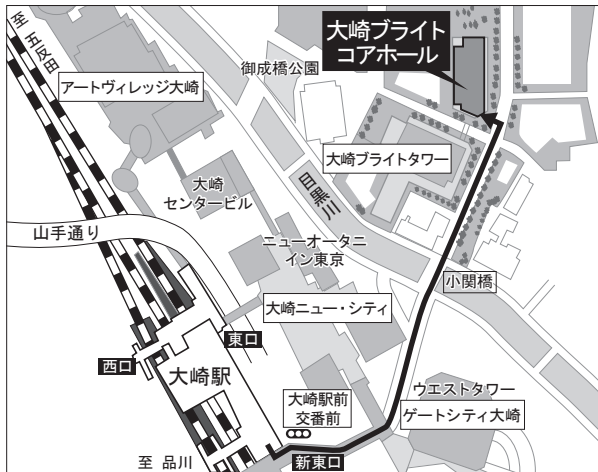 至 五反田
大崎ブライト
コアホール
御成橋公園
アートヴィレッジ大崎
大崎ブライトタワー
大崎
センタービル
目黒川
山手通り
ニューオータニ
イン東京
小関橋
大崎ニュー・シティ
東口
西口
大崎駅
ウエストタワー
大崎駅前
交番前
ゲートシティ大崎
至 品川
新東口